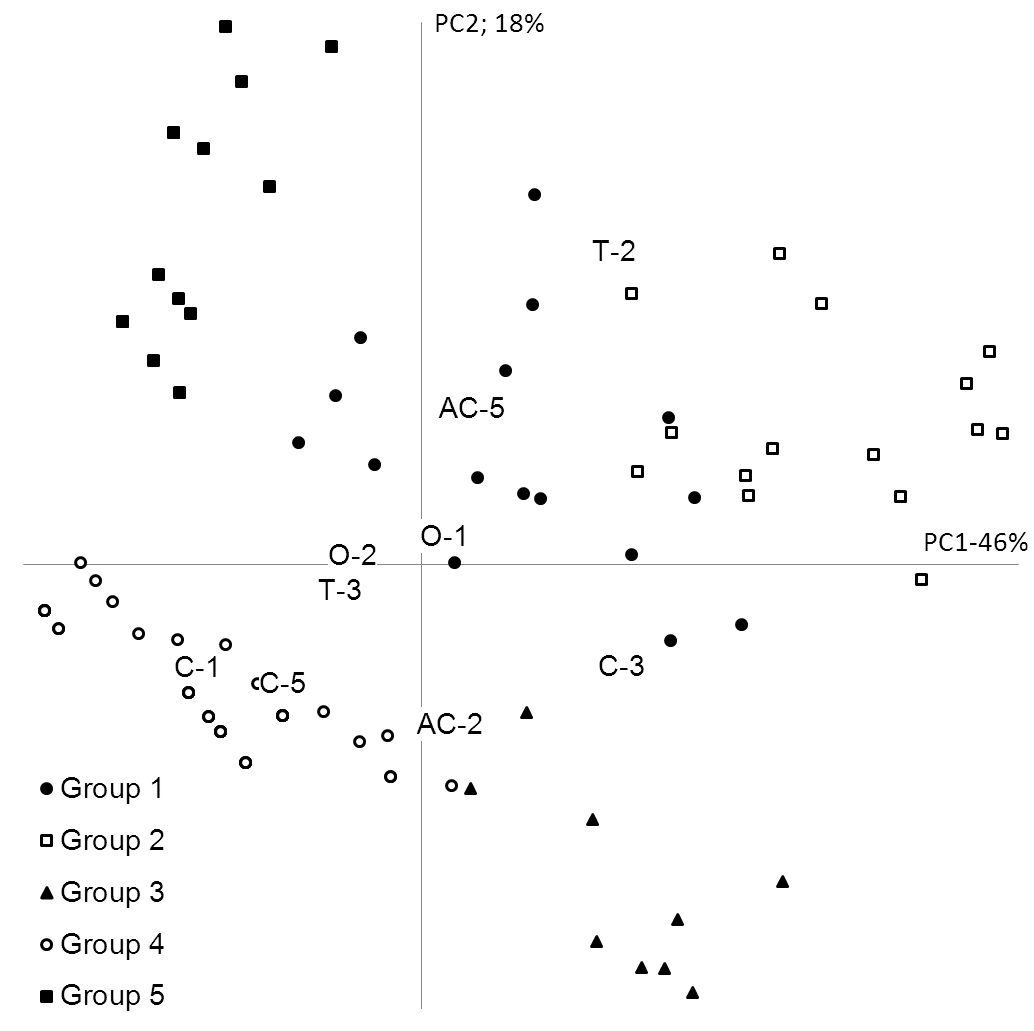 PC2; 18%
T-2
AC-5
O-1
PC1-46%
O-2
T-3
C-1
C-3
C-5
AC-2
Group 1
Group 2
Group 3
Group 4
Group 5